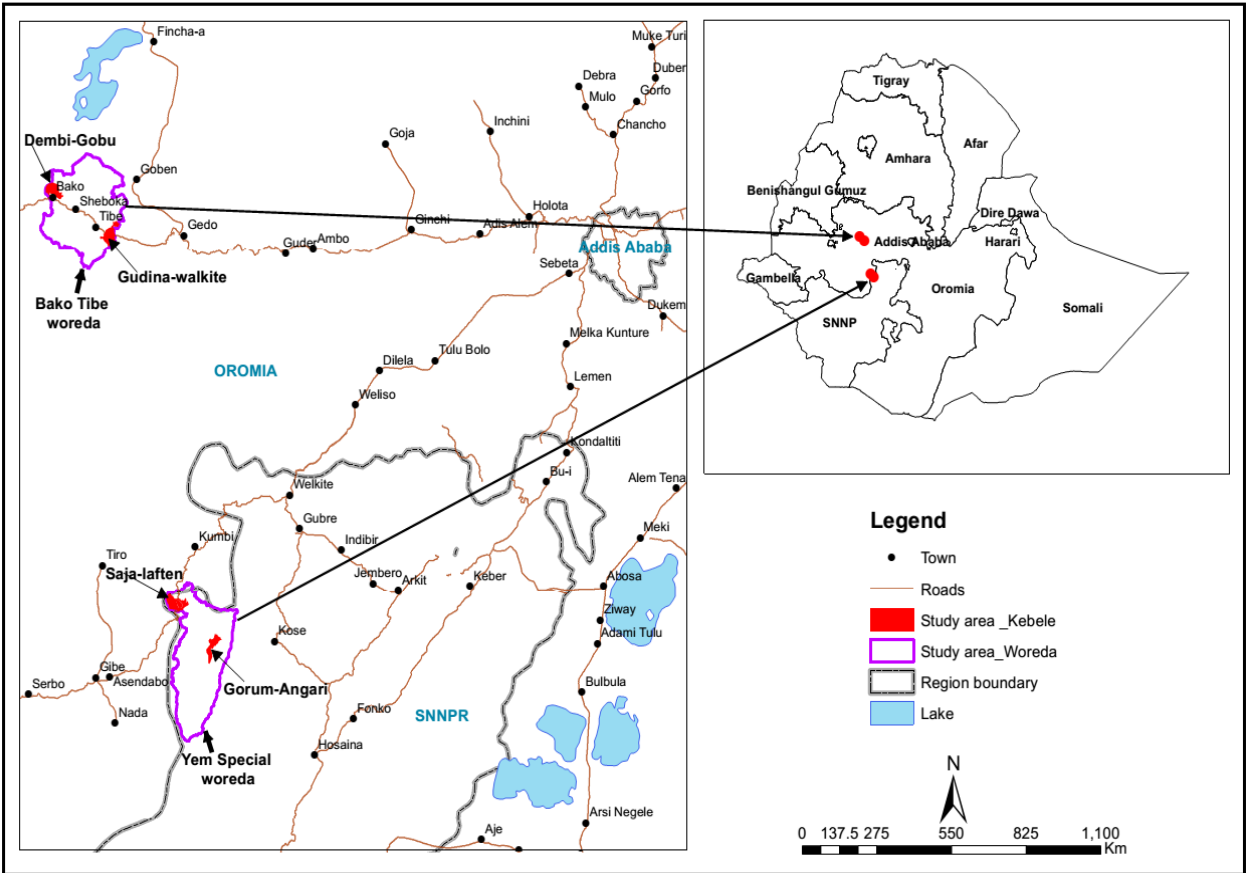 Fincha-a
Muke Turi
Duber
Debra
Mulo
Gorfo
Chancho
Inchini
Goja
Dembi-Gobu
Goben
Bako
Sheboka
Tibe
Gedo
Holota
Ginchi
Adis Alem
Guder
Ambo
Addis Ababa
Gudina-walkite
Sebeta
Bako Tibe
woreda
Dukem
Melka Kunture
Tulu Bolo
Dilela
OROMIA
Lemen
Weliso
Kondaltiti
Bu-i
Alem Tena
Welkite
Gubre
Meki
Kumbi
Indibir
Tiro
Saja-laften
Jembero
Arkit
Keber
Abosa
Ziway
Adami Tulu
Kose
Gibe
Asendabo
Serbo
Gorum-Angari
Bulbula
Nada
Fonko
SNNPR
Hosaina
Yem Special
woreda
Arsi Negele
Aje
Tigray
Afar
Amhara
Benishangul Gumuz
Dire Dawa
Addis Ababa
Harari
Gambella
Oromia
Somali
SNNP
Legend
Town
Roads
Study area _Kebele
Study area_Woreda
Region boundary
Lake
N
0 137.5 275 550 825 1,100
Km